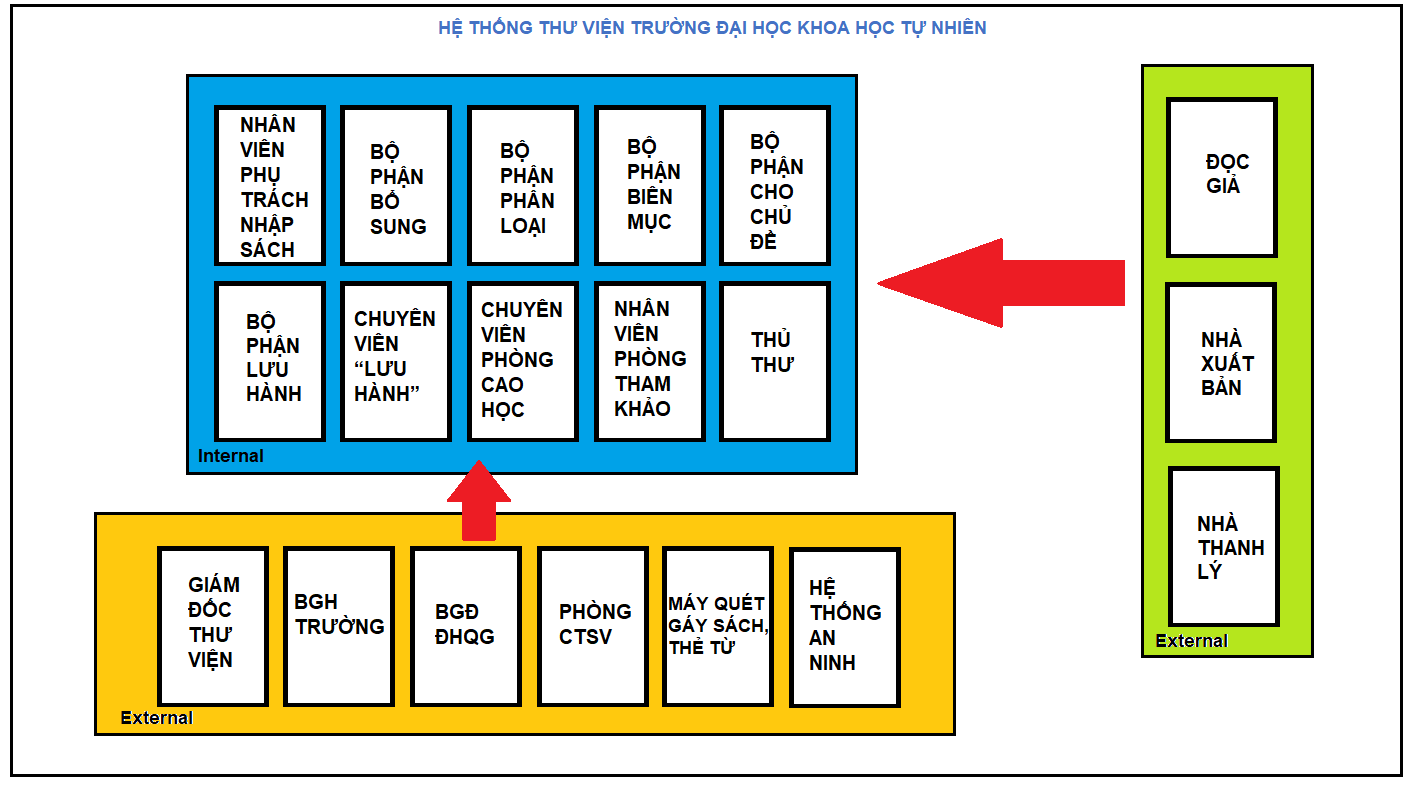 HỆ THỐNG THƯ VIỆN TRƯỜNG ĐẠI HỌC KHOA HỌC TỰ NHIÊN
NHÂN
VIÊN
PHỤ
TRÁCH
NHẬP
SÁCH
BỘ
PHẬN
BỔ
SUNG
BỘ
PHẬN
PHÂN
LOẠI
BỘ
PHẬN
BIÊN
MỤC
BỘ
PHẬN
CHO
CHỦ
ĐỀ
BỘ
PHẬN
LƯU
HÀNH
CHUYÊN
VIÊN
“LƯU
HÀNH”
CHUYÊN
VIÊN
PHÒNG
CAO
HỌC
NHÂN
VIÊN
PHÒNG
THAM
KHẢO
THỦ
THƯ
Internal
ĐỌC
GIẢ
NHÀ
XUẤT
BẢN
NHÀ
THANH
LÝ
External
GIÁM
ĐỐC
THƯ
VIỆN
BGH
TRƯỜNG
BGĐ
ĐHQG
PHÒNG
CTSV
MÁY QUÉT
GÁY SÁCH,
THẺ TỪ
HỆ
THỐNG
AN
NINH
External